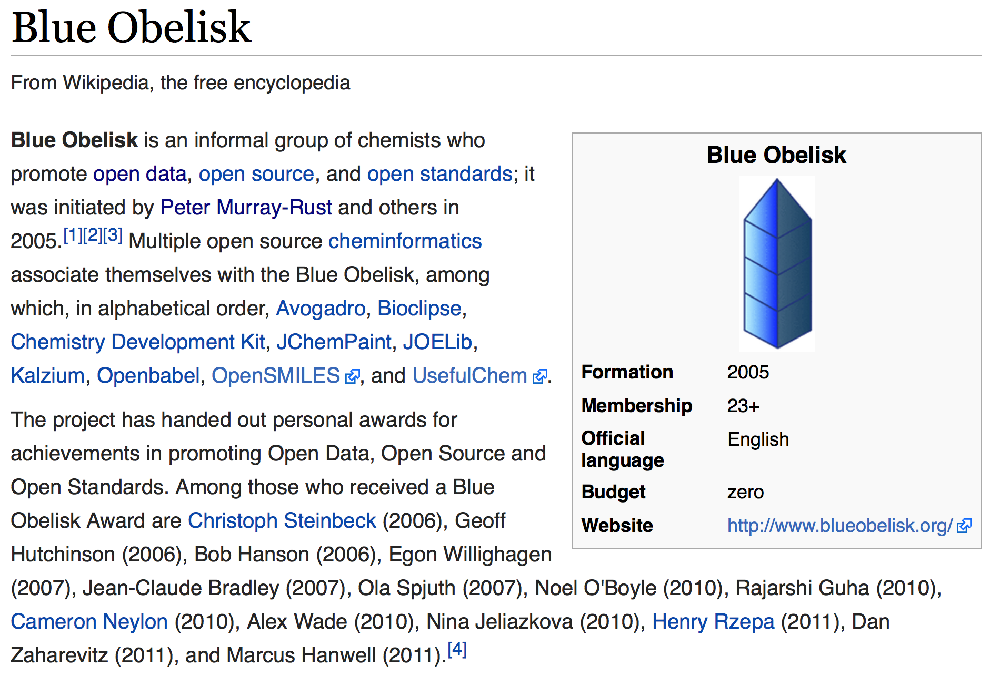 Blue Obelisk
From Wikipedia, the free encyclopedia
Blue Obelisk is an informal group of chemists who
promote open data, open source, and open standards; it
was initiated by Peter Murray-Rust and others in
2005.[1][2][3] Multiple open source cheminformatics
associate themselves with the Blue Obelisk, among
which, in alphabetical order, Avogadro, Bioclipse,
Chemistry Development Kit, JChemPaint, JOELib,
Kalzium, Openbabel, OpenSMILES, and UsefulChem.
The project has handed out personal awards for
achievements in promoting Open Data, Open Source and
Open Standards. Among those who received a Blue
Obelisk Award are Christoph Steinbeck (2006), Geoff
Hutchinson (2006), Bob Hanson (2006), Egon Willighagen
(2007), Jean-Claude Bradley (2007), Ola Spjuth (2007), Noel O'Boyle (2010), Rajarshi Guha (2010),
Cameron Neylon (2010), Alex Wade (2010), Nina Jeliazkova (2010), Henry Rzepa (2011), Dan
Zaharevitz (2011), and Marcus Hanwell (2011).[4]
Blue Obelisk
Formation 2005
Membership 23+
Official English
language
Budget zero
Website http://www.blueobelisk.org/